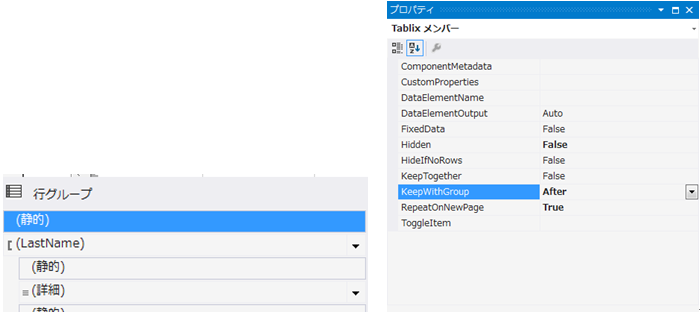 プロパティ
Tablix メンバー
ComponentMetadata
CustomProperties
DataElementName
DataElementOutput Auto
FixedData False
Hidden False
HideIfNoRows False
KeepTogether False
KeepWithGroup After
RepeatOnNewPage True
ToggleItem
行グループ
(静的)
(LastName)
(静的)
(詳細)
(静的)